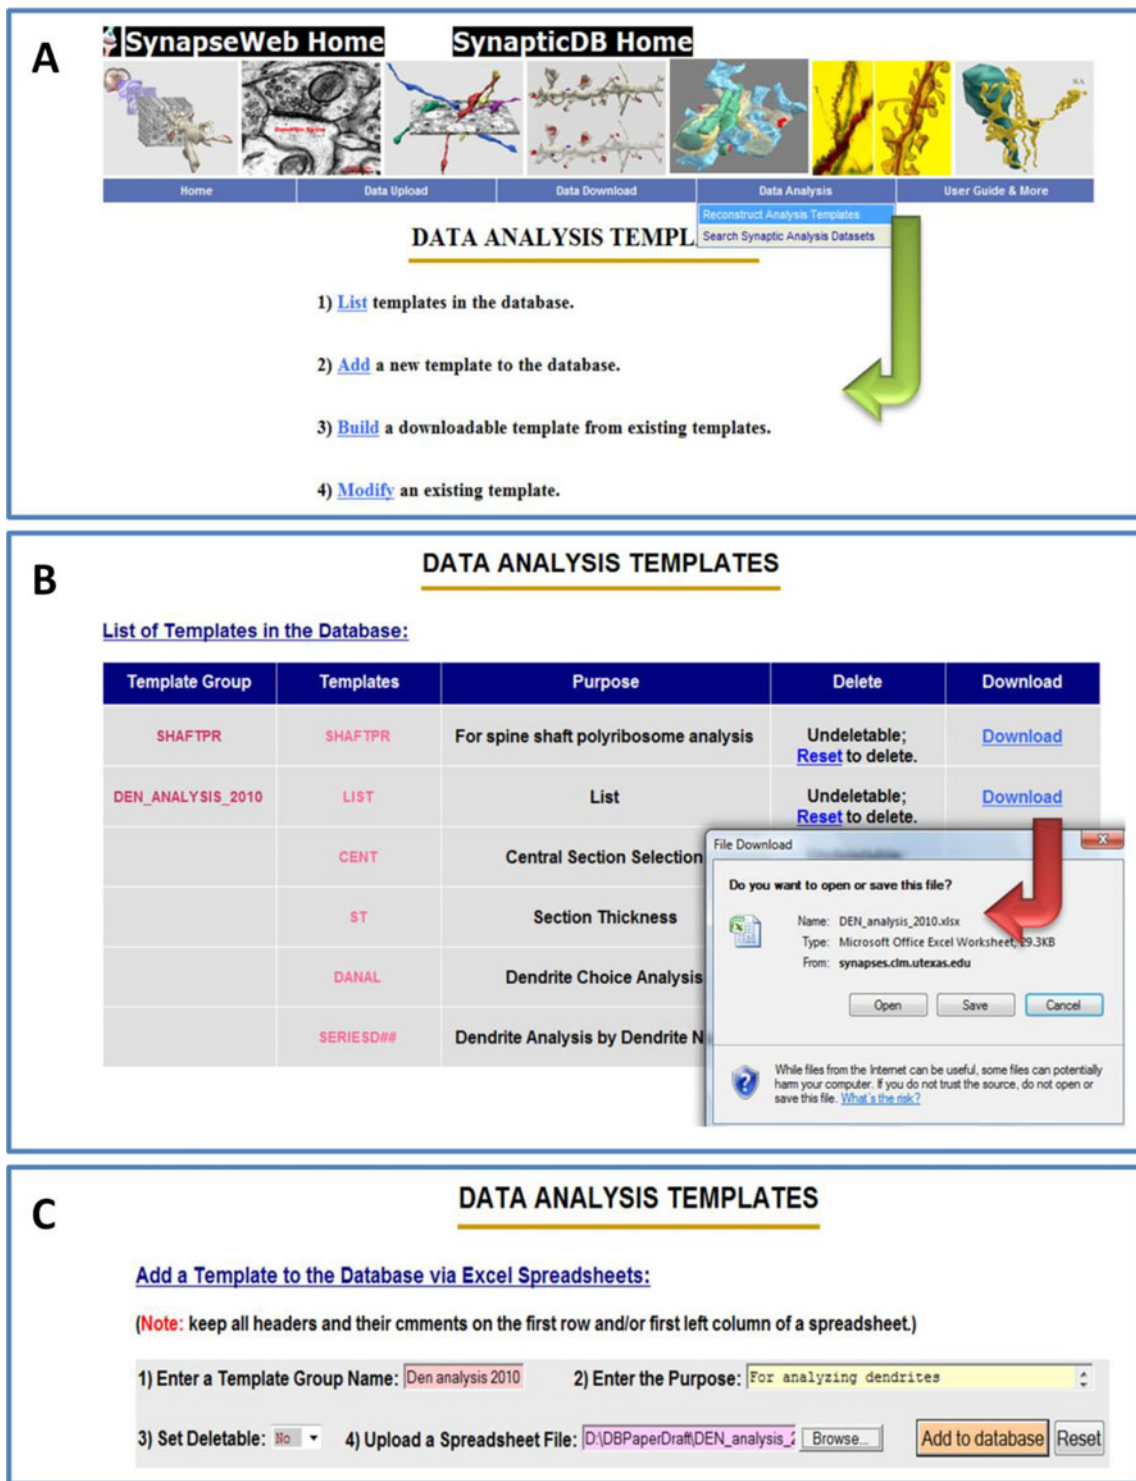 A
SynapseWeb Home SynapticDB Home
Dendritic Spine
Home Data Upload Data Download Data Analysis User Guide & More
Reconstruct Analysis Templates
Search Synaptic Analysis Datasets
DATA ANALYSIS TEMPL
1) List templates in the database.
2) Add a new template to the database.
3) Build a downloadable template from existing templates.
4) Modify an existing template.
B
DATA ANALYSIS TEMPLATES
List of Templates in the Database:
Template Group Templates Purpose Delete Download
SHAFTPR SHAFTPR For spine shaft polyribosome analysis Undeletable; Download
Reset to delete.
DEN_ANALYSIS_2010 LIST List Undeletable; Download
Reset to delete.
CENT Central Section Selection
ST Section Thickness
DANAL Dendrite Choice Analysis
SERIESD## Dendrite Analysis by Dendrite N
File Download
Do you want to open or save this file?
Name: DEN_analysis_2010.xlsx
Type: Microsoft Office Excel Worksheet, 29.3KB
From: synapses.clm.utexas.edu
Open Save Cancel
While files from the Internet can be useful, some files can potentially
harm your computer. If you do not trust the source, do not open or
save this file. What's the risk?
C
DATA ANALYSIS TEMPLATES
Add a Template to the Database via Excel Spreadsheets:
(Note: keep all headers and their cmments on the first row and/or first left column of a spreadsheet.)
1) Enter a Template Group Name: Den analysis 2010 2) Enter the Purpose: For analyzing dendrites
3) Set Deletable: No 4) Upload a Spreadsheet File: D:\DBPaperDraft\DEN_analysis_2 Browse... Add to database Reset